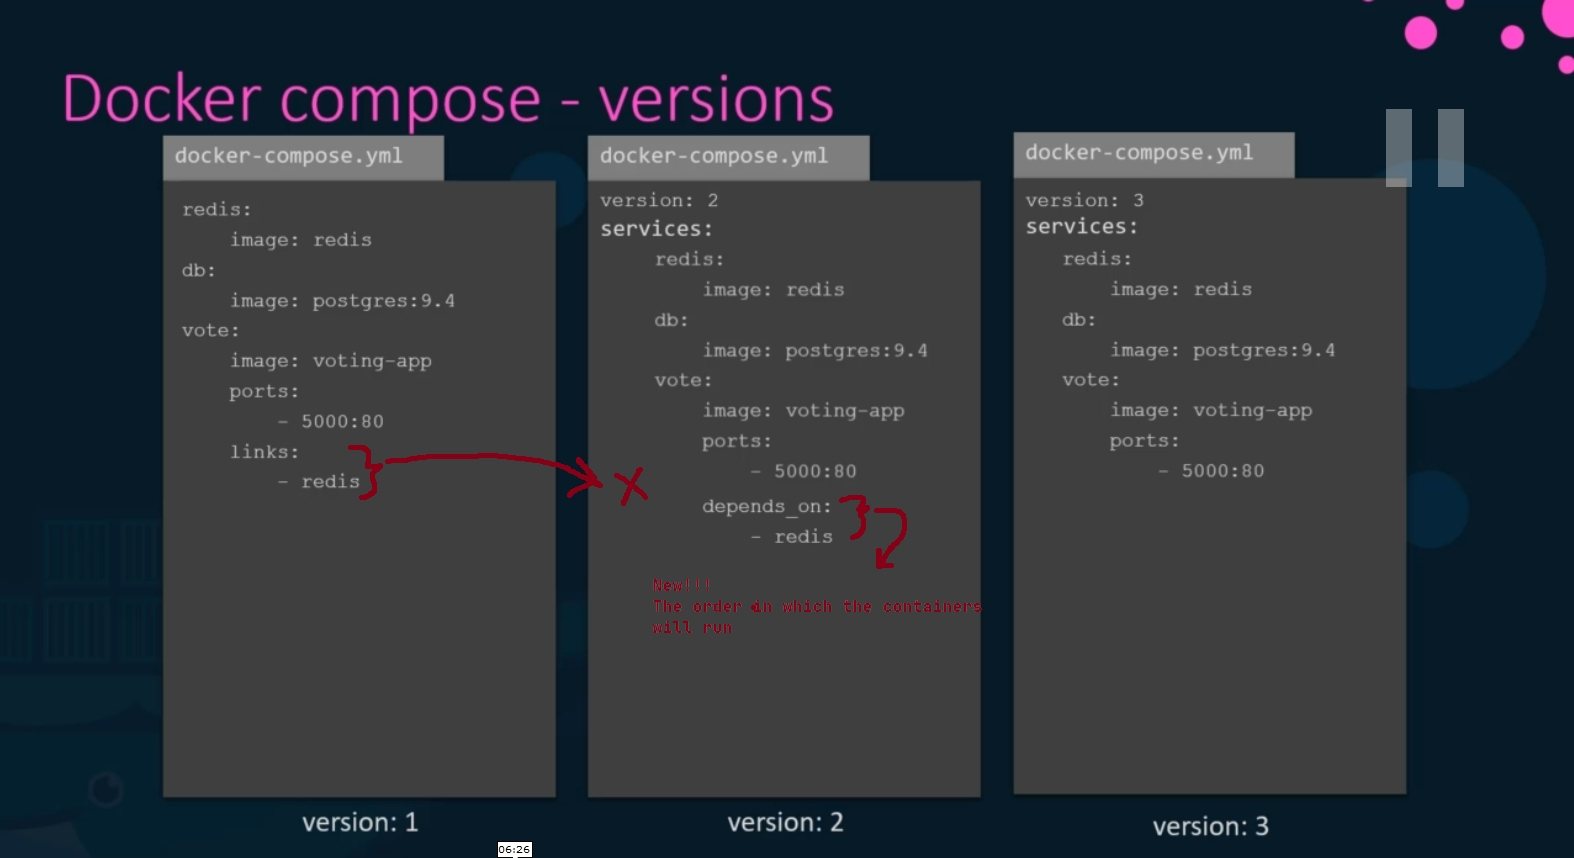 Docker compose - versions
docker-compose.yml
redis:
image: redis
db:
image: postgres:9.4
vote:
image: voting-app
ports:
- 5000:80
links:
- redis
version: 1
docker-compose.yml
version: 2
services:
redis:
image: redis
db:
image: postgres:9.4
vote:
image: voting-app
ports:
- 5000:80
depends_on:
- redis
New!!!
The order in which the containers
will run
version: 2
docker-compose.yml
version: 3
services:
redis:
image: redis
db:
image: postgres:9.4
vote:
image: voting-app
ports:
- 5000:80
version: 3
06:26